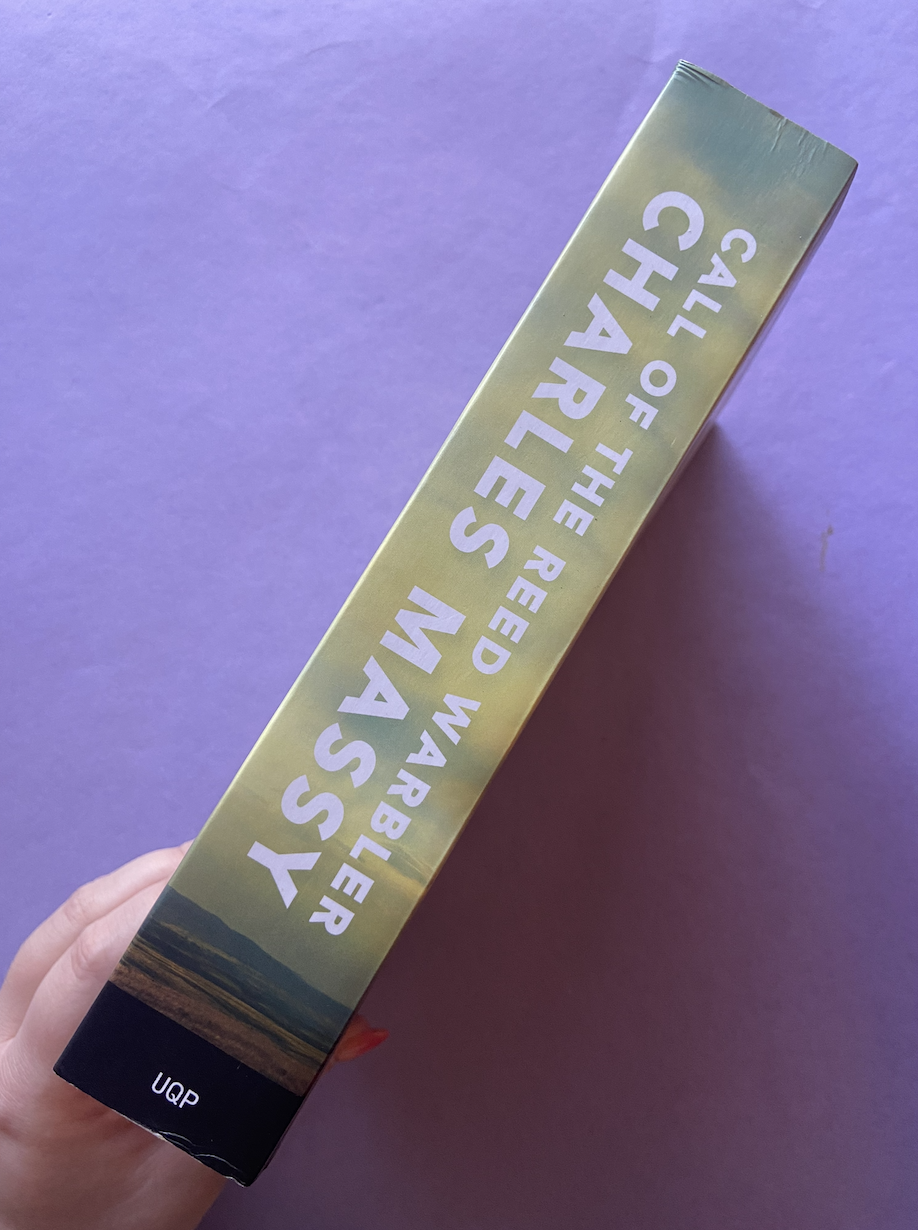 CALL OF THE REED WARBLER
CHARLES MASSY
UQP